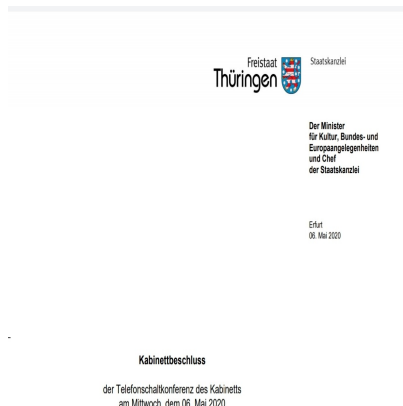 Freistaat
Thüringen
Staatskanzlei
Der Minister
für Kultur, Bundes- und
Europaangelegenheiten
und Chef
der Staatskanzlei
Erfurt
06. Mai 2020
-
Kabinettbeschluss
der Telefonschaltkonferenz des Kabinetts
am Mittwoch, dem 06. Mai 2020